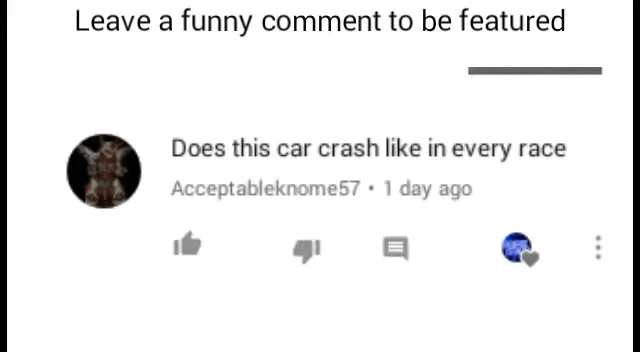 Leave a funny comment to be featured
Does this car crash like in every race
Acceptableknome57 • 1 day ago